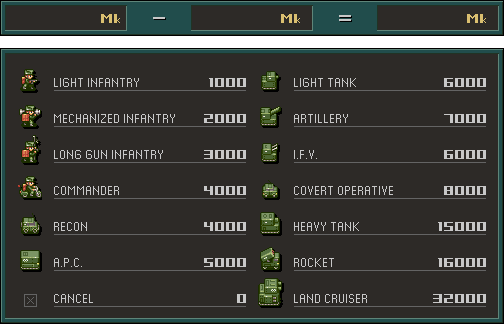 Mk — Mk = Mk
LIGHT INFANTRY 1000
LIGHT TANK 6000
MECHANIZED INFANTRY 2000
ARTILLERY 7000
LONG GUN INFANTRY 3000
I.F.Y. 6000
COMMANDER 4000
COVERT OPERATIVE 8000
RECON 4000
HEAVY TANK 15000
A.P.C. 5000
ROCKET 16000
CANCEL 0
LAND CRUISER 32000